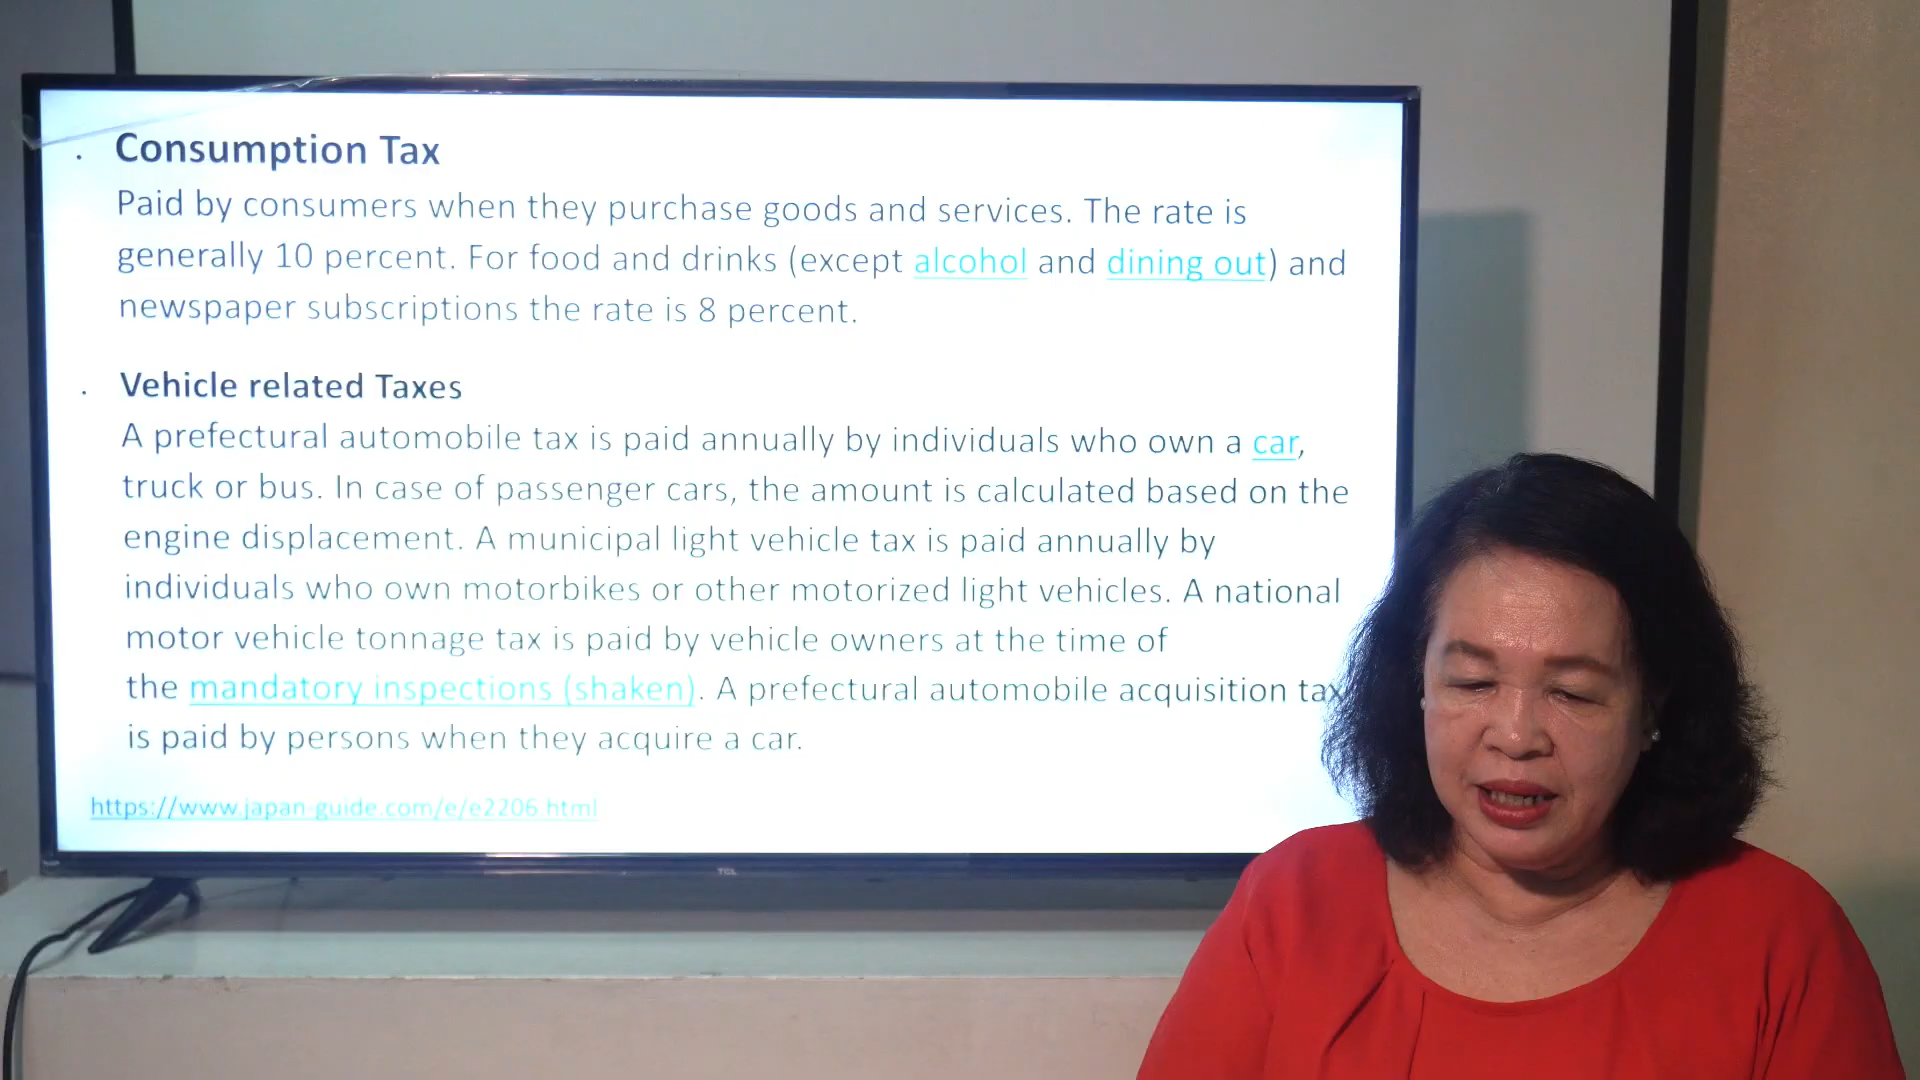 . Consumption Tax
Paid by consumers when they purchase goods and services. The rate is
generally 10 percent. For food and drinks (except alcohol and dining out) and
newspaper subscriptions the rate is 8 percent.
. Vehicle related Taxes
A prefectural automobile tax is paid annually by individuals who own a car,
truck or bus. In case of passenger cars, the amount is calculated based on the
engine displacement. A municipal light vehicle tax is paid annually by
individuals who own motorbikes or other motorized light vehicles. A national
motor vehicle tonnage tax is paid by vehicle owners at the time of
the mandatory inspections (shaken). A prefectural automobile acquisition tax
is paid by persons when they acquire a car.
https://www.japan-guide.com/e/e2206.html
TCL